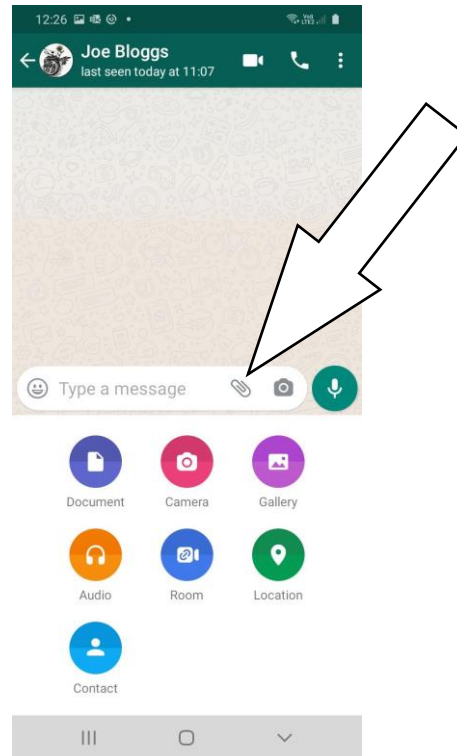 12:26
Joe Bloggs
last seen today at 11:07
Type a message
Document Camera Gallery
Audio Room Location
Contact